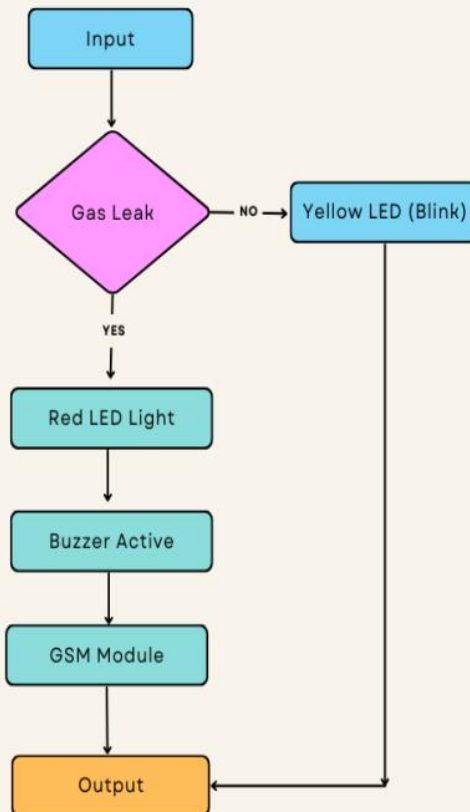 Input
Gas Leak
NO
Yellow LED (Blink)
YES
Red LED Light
Buzzer Active
GSM Module
Output